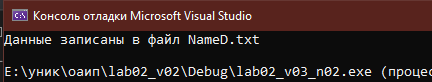 Консоль отладки Microsoft Visual Studio
Данные записаны в файл NameD.txt
E:\уник\оаип\lab02_v02\Debug\lab02_v03_n02.exe (процес